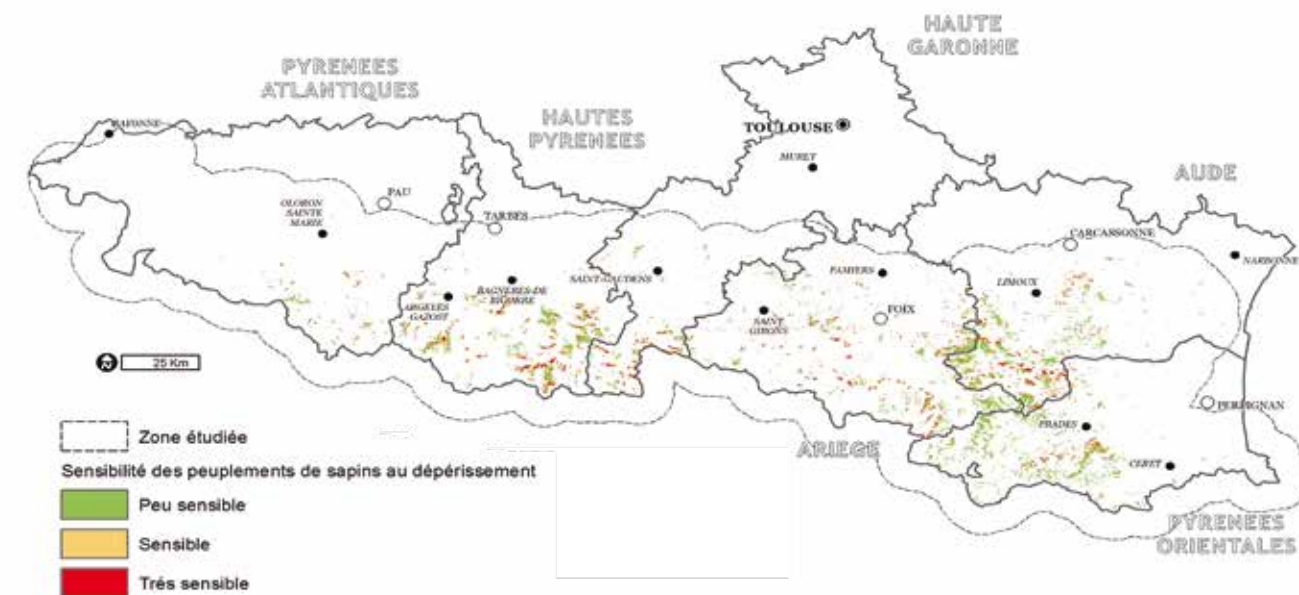 HAUTE
GARONNE
PYRENEES
ATLANTIQUES
HAUTES
PYRENEES
TOULOUSE
BAYONNE
MURET
AUDE
PAU
OLORON
SAINTE
MARIE
TARBES
CARCASSONNE
NARBONNE
SAINT-GAUDENS
PAMIERS
BAGNERES-DE
BIGORRE
LIMOUX
ARGELES
GAZOST
SAINT
GIRONS
FOIX
25 Km
PERPIGNAN
PRADES
ARIEGE
CERET
PYRENEES
ORIENTALES
Zone étudiée
Sensibilité des peuplements de sapins au dépérissement
Peu sensible
Sensible
Trés sensible